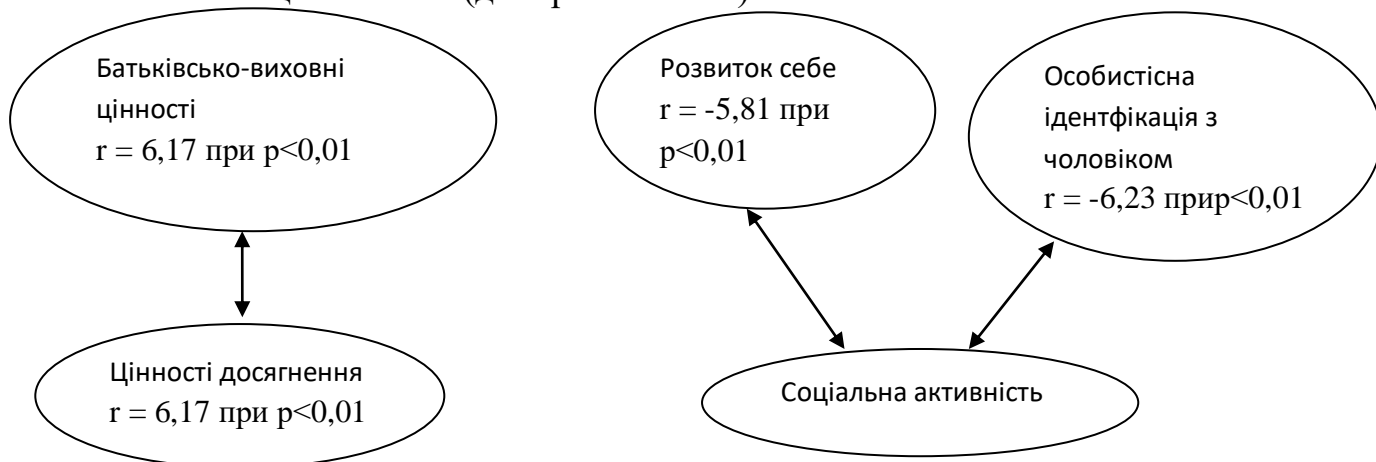 Батьківсько-виховні
цінності
r = 6,17 при p<0,01
Розвиток себе
r = -5,81 при
p<0,01
Особистісна
ідентфікація з
чоловіком
r = -6,23 приp<0,01
Цінності досягнення
r = 6,17 при p<0,01
Соціальна активність